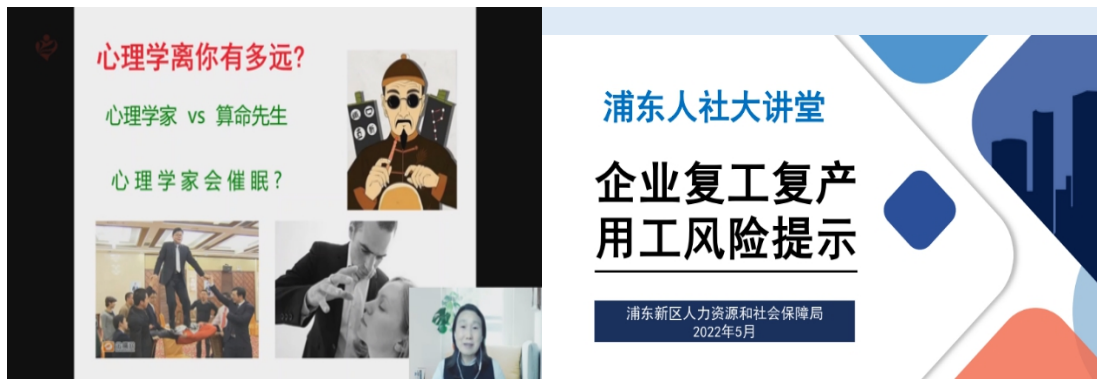 心理学离你有多远?
心理学家 vs 算命先生
心理学家会催眠?
浦东人社大讲堂
企业复工复产
用工风险提示
浦东新区人力资源和社会保障局
2022年5月